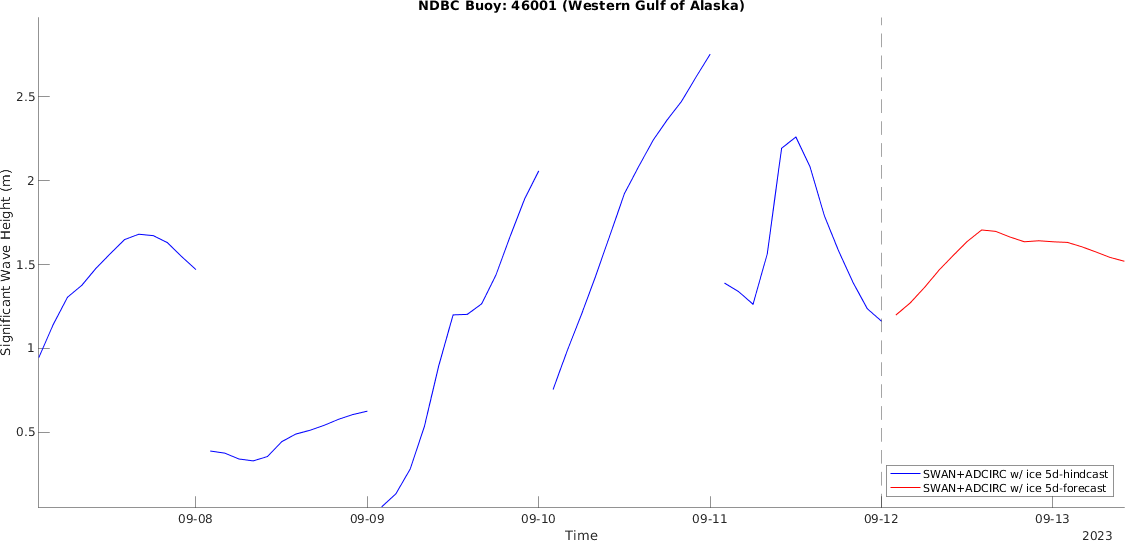 NDBC Buoy: 46001 (Western Gulf of Alaska)
Significant Wave Height (m)
2.5
2
1.5
1
0.5
SWAN+ADCIRC w/ ice 5d-hindcast
SWAN+ADCIRC w/ ice 5d-forecast
09-08 09-09 09-10 09-11 09-12 09-13
Time
2023